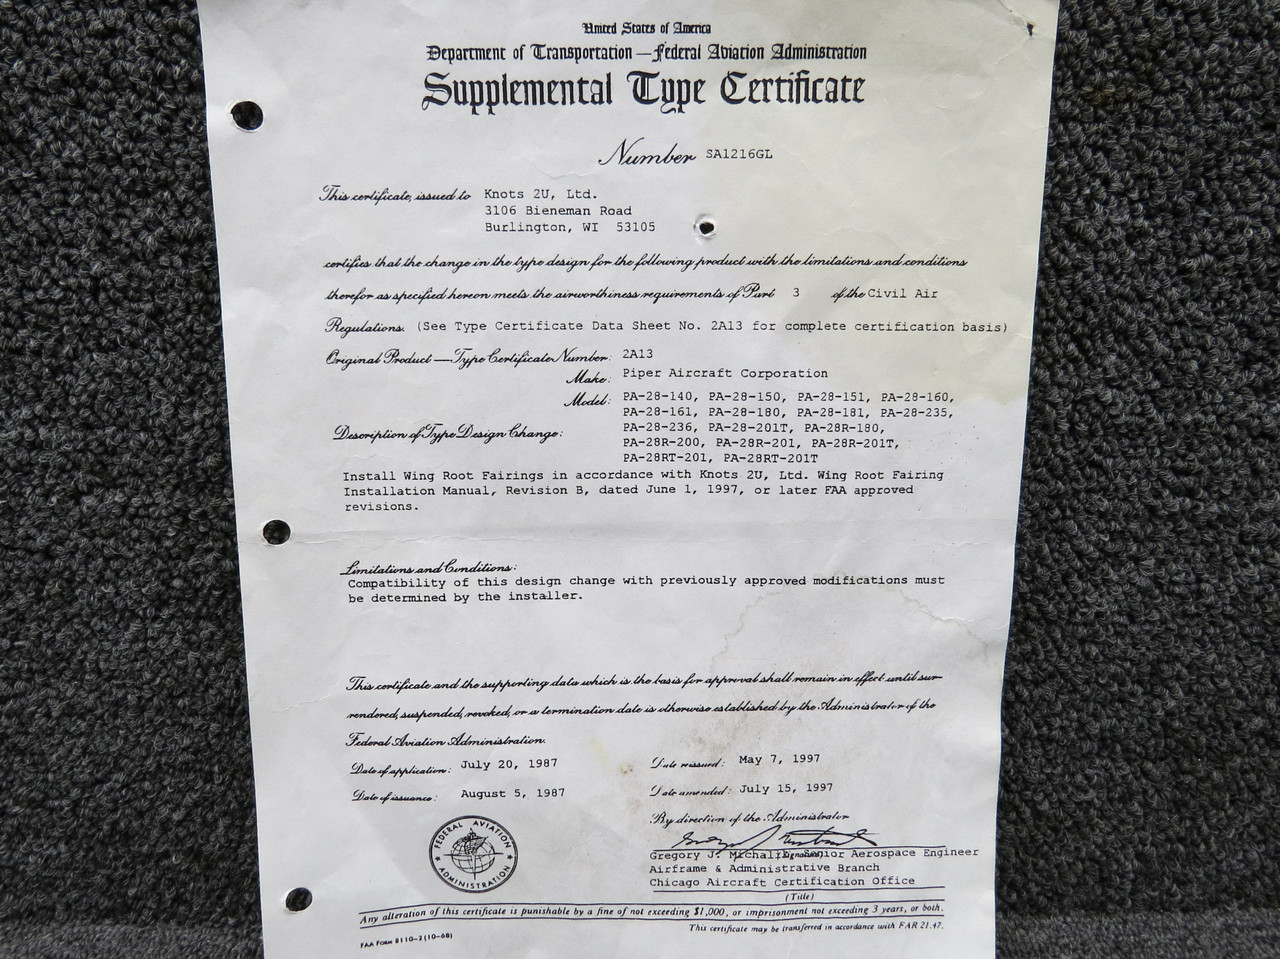 United States of America
Department of Transportation—Federal Aviation Administration
Supplemental Type Certificate
Number SA1216GL
This certificate, issued to Knots 2U, Ltd.
3106 Bieneman Road
Burlington, WI 53105
certifies that the change in the type design for the following product with the limitations and conditions
therefor as specified hereon meets the airworthiness requirements of Part 3 of the Civil Air
Regulations. (See Type Certificate Data Sheet No. 2A13 for complete certification basis)
Original Product—Type Certificate Number: 2A13
Make: Piper Aircraft Corporation
Model: PA-28-140, PA-28-150, PA-28-151, PA-28-160,
PA-28-161, PA-28-180, PA-28-181, PA-28-235,
PA-28-236, PA-28-201T, PA-28R-180,
Description of Type Design Change:
PA-28R-200, PA-28R-201, PA-28R-201T,
PA-28RT-201, PA-28RT-201T
Install Wing Root Fairings in accordance with Knots 2U, Ltd. Wing Root Fairing
Installation Manual, Revision B, dated June 1, 1997, or later FAA approved
revisions.
Limitations and Conditions:
Compatibility of this design change with previously approved modifications must
be determined by the installer.
This certificate and the supporting data which is the basis for approval shall remain in effect until sur-
rendered, suspended, revoked, or a termination date is otherwise established by the Administrator of the
Federal Aviation Administration.
Date of application: July 20, 1987 Date reissued: May 7, 1997
Date of issuance: August 5, 1987 Date amended: July 15, 1997
By direction of the Administrator
FEDERAL AVIATION ADMINISTRATION
(Signature)
Gregory J. Michalik, Senior Aerospace Engineer
Airframe & Administrative Branch
Chicago Aircraft Certification Office
(Title)
Any alteration of this certificate is punishable by a fine of not exceeding $1,000, or imprisonment not exceeding 3 years, or both.
This certificate may be transferred in accordance with FAR 21.47.
FAA FORM 8110-2(10-68)